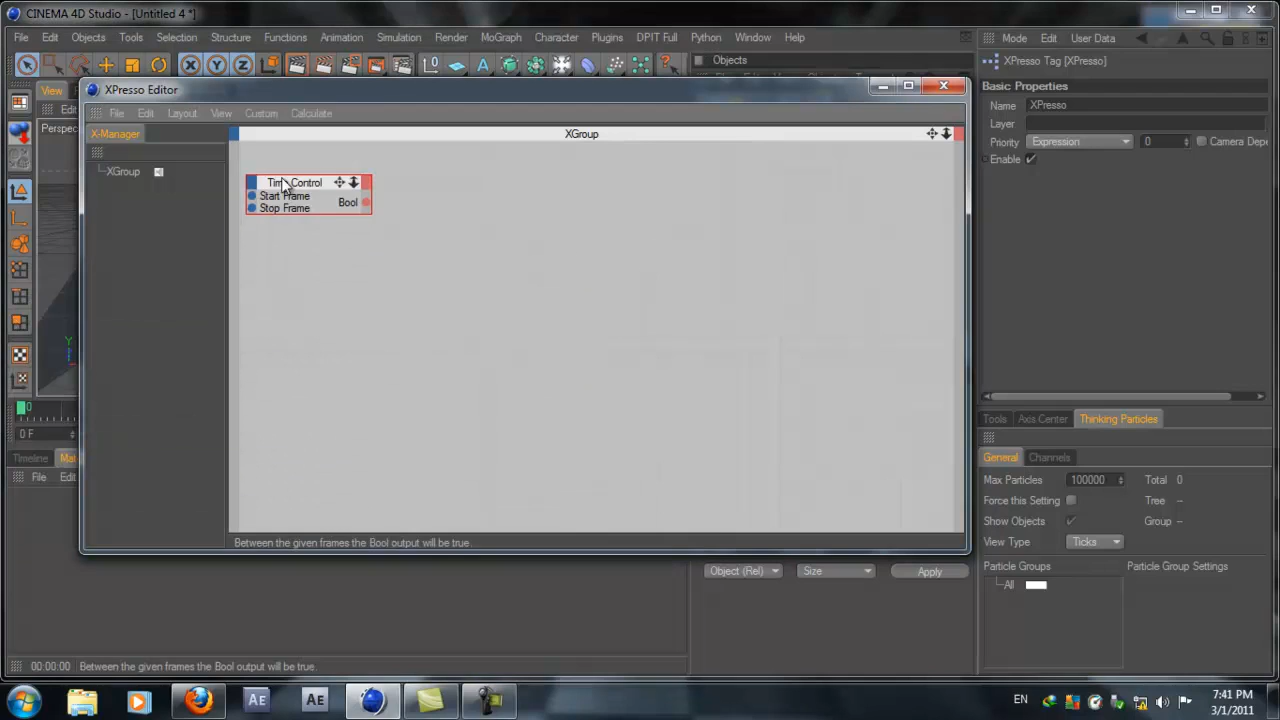 CINEMA 4D Studio - [Untitled 4 *]
File Edit Objects Tools Selection Structure Functions Animation Simulation Render MoGraph Character Plugins DPIT Full Python Window Help
Mode Edit User Data
Objects
XPresso Tag [XPresso]
View
XPresso Editor
Basic Properties
Name XPresso
Edi
File Edit Layout View Custom Calculate
Layer
Persp
X-Manager
XGroup
Priority Expression 0 Camera Depe
Enable
XGroup
Control
Start Frame
Stop Frame
Bool
Y
0
Tools Axis Center Thinking Particles
0 F
General Channels
Timeline Mat
File Edit
Max Particles 100000 Total 0
Force this Setting Tree --
Show Objects Group --
Between the given frames the Bool output will be true.
View Type Ticks
Object (Rel) Size Apply
Particle Groups Particle Group Settings
All
00:00:00 Between the given frames the Bool output will be true.
Ae Ae
EN
7:41 PM
3/1/2011